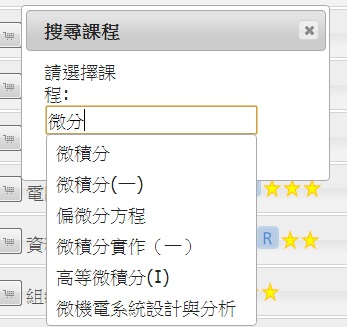 搜尋課程
請選擇課
程:
微分
微積分
微積分(一)
偏微分方程
微積分實作（一）
高等微積分(I)
微機電系統設計與分析
電
R
資
組